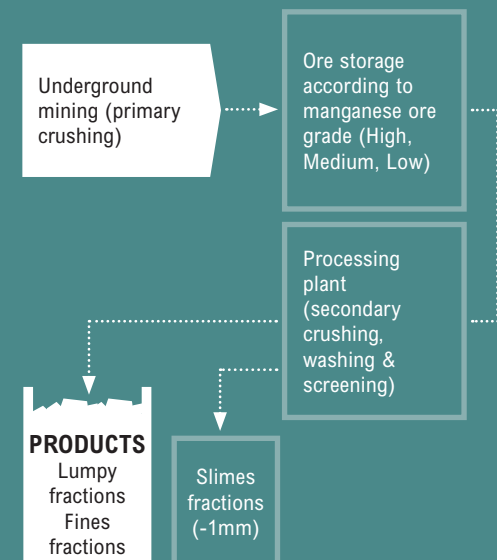 Underground
mining (primary
crushing)
Ore storage
according to
manganese ore
grade (High,
Medium, Low)
Processing
plant
(secondary
crushing,
washing &
screening)
PRODUCTS
Lumpy
fractions
Fines
fractions
Slimes
fractions
(-1mm)